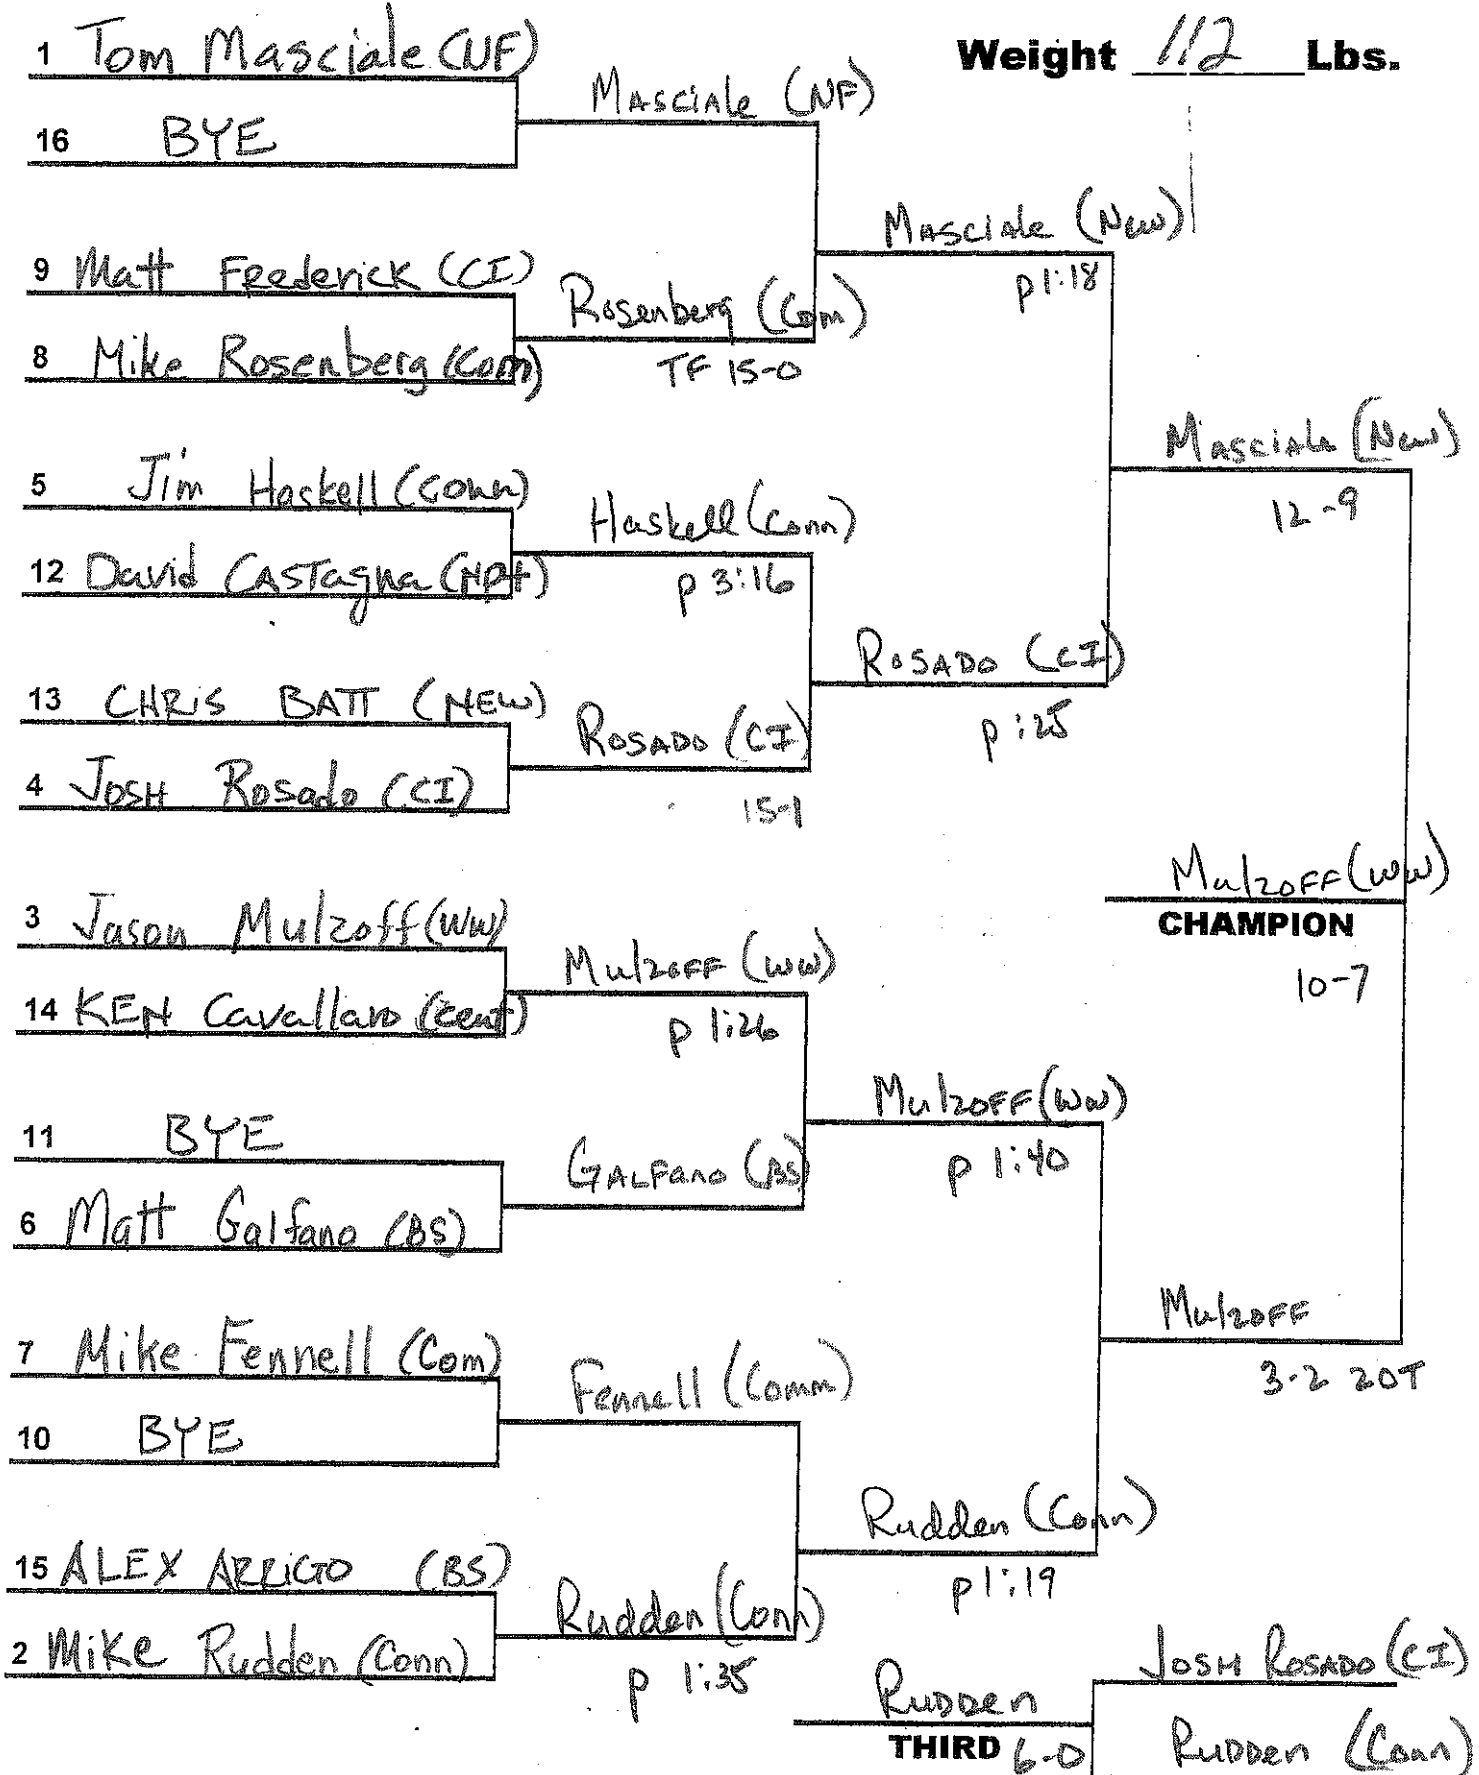 Weight 112 Lbs.
1 Tom Masciale (NF)
Masciale (NF)
16 BYE
Masciale (New)
p 1:18
9 Matt Frederick (CI)
Rosenberg (Com)
8 Mike Rosenberg (Com)
TF 15-0
Masciale (New)
12-9
5 Jim Haskell (Conn)
Haskell (Conn)
12 David Castagna (NPH)
p 3:16
Rosado (CI)
p :25
13 CHRIS BATT (NEW)
Rosado (CI)
4 Josh Rosado (CI)
15-1
Mulzoff (WW)
CHAMPION
10-7
3 Jason Mulzoff (WW)
Mulzoff (WW)
14 KEN Cavallaro (Cent)
p 1:26
Mulzoff (WW)
p 1:40
11 BYE
Galfano (BS)
6 Matt Galfano (BS)
Mulzoff
3-2 2OT
7 Mike Fennell (Com)
Fennell (Comm)
10 BYE
Rudden (Conn)
p 1:19
15 ALEX ARRIGO (BS)
Rudden (Conn)
2 Mike Rudden (Conn)
p 1:35
Josh Rosado (CI)
Rudden
THIRD 6-0
Rudden (Conn)